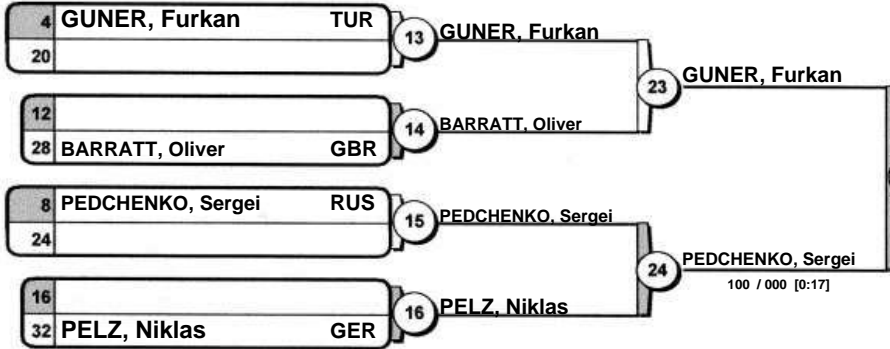 4 GUNER, Furkan TUR
20
13 GUNER, Furkan
12
28 BARRATT, Oliver GBR
14 BARRATT, Oliver
23 GUNER, Furkan
8 PEDCHENKO, Sergei RUS
24
15 PEDCHENKO, Sergei
16
32 PELZ, Niklas GER
16 PELZ, Niklas
24 PEDCHENKO, Sergei
100 / 000 [0:17]